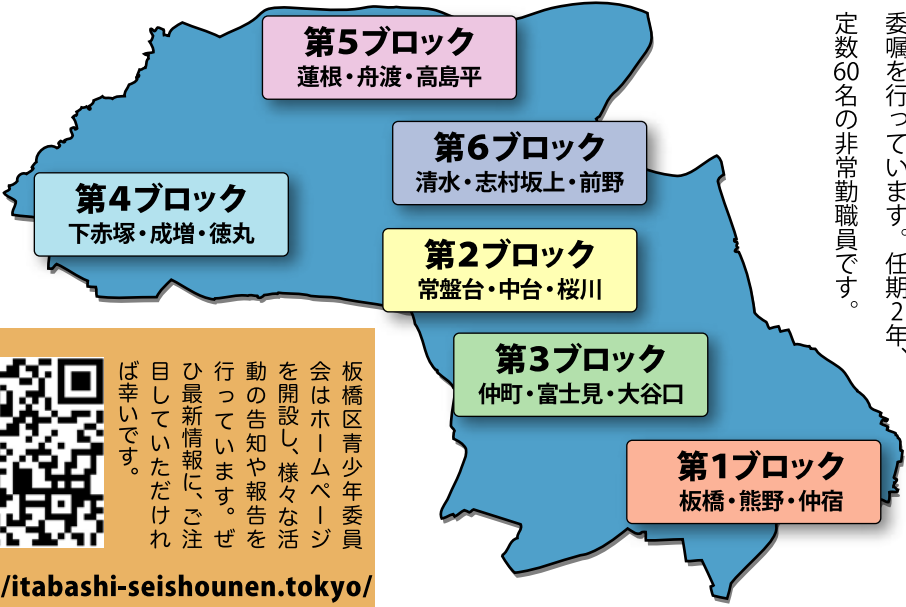 委嘱を行っています。任期2年、
定数60名の非常勤職員です。
第5ブロック
蓮根・舟渡・高島平
第6ブロック
清水・志村坂上・前野
第4ブロック
下赤塚・成増・徳丸
第2ブロック
常盤台・中台・桜川
第3ブロック
仲町・富士見・大谷口
第1ブロック
板橋・熊野・仲宿
板橋区青少年委員
会はホームページ
を開設し、様々な活
動の告知や報告を
行っています。ぜ
ひ最新情報に、ご注
目していただけれ
ば幸いです。
/itabashi-seishounen.tokyo/